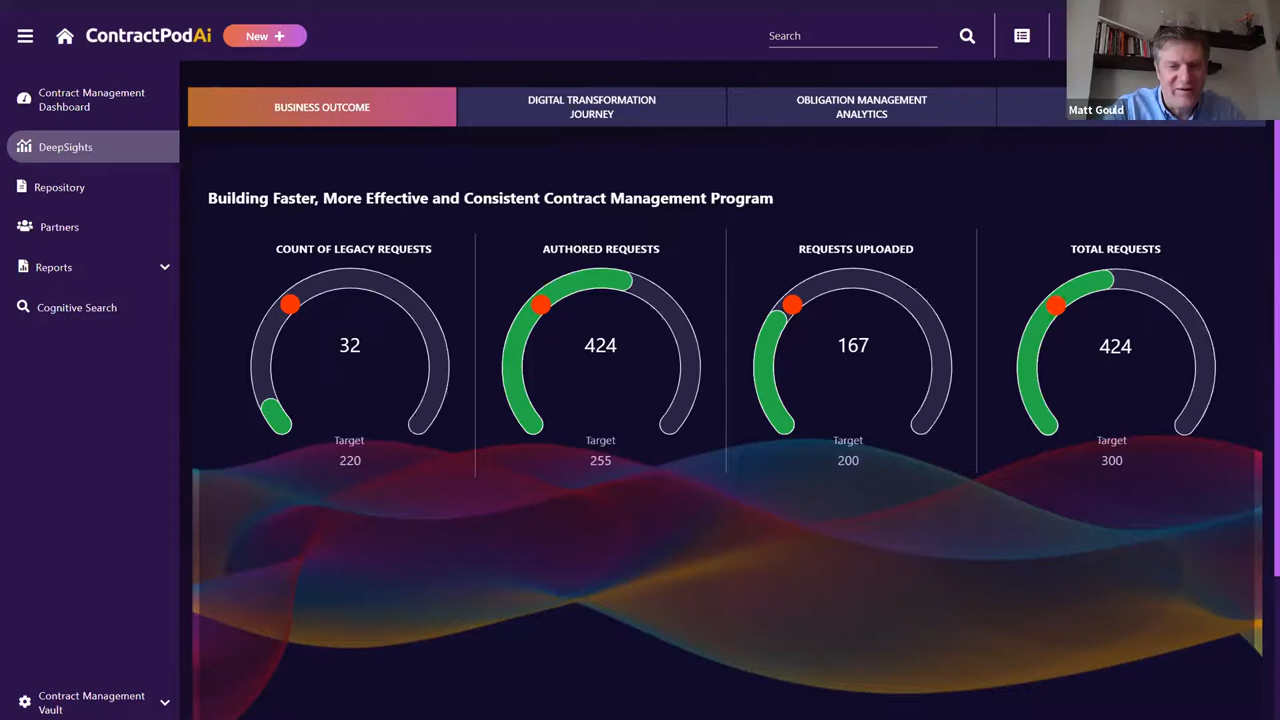 ContractPodAi
New +
Search
Matt Gould
Contract Management
Dashboard
DeepSights
Repository
Partners
Reports
Cognitive Search
Contract Management
Vault
BUSINESS OUTCOME
DIGITAL TRANSFORMATION
JOURNEY
OBLIGATION MANAGEMENT
ANALYTICS
Building Faster, More Effective and Consistent Contract Management Program
COUNT OF LEGACY REQUESTS
32
Target
220
AUTHORED REQUESTS
424
Target
255
REQUESTS UPLOADED
167
Target
200
TOTAL REQUESTS
424
Target
300